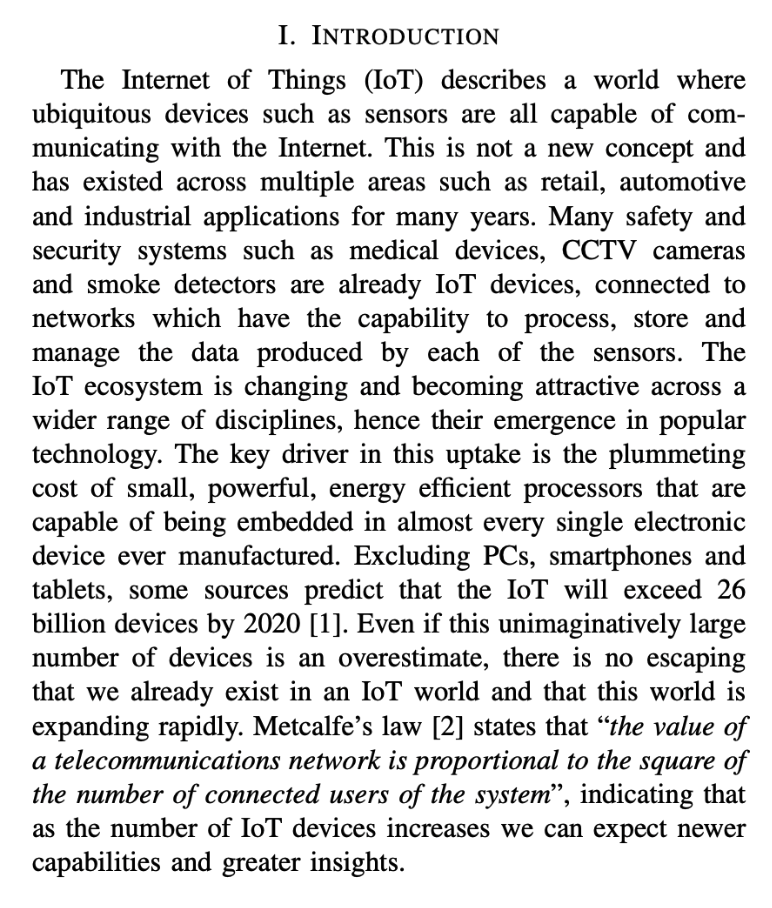 I. INTRODUCTION
The Internet of Things (IoT) describes a world where
ubiquitous devices such as sensors are all capable of com-
municating with the Internet. This is not a new concept and
has existed across multiple areas such as retail, automotive
and industrial applications for many years. Many safety and
security systems such as medical devices, CCTV cameras
and smoke detectors are already IoT devices, connected to
networks which have the capability to process, store and
manage the data produced by each of the sensors. The
IoT ecosystem is changing and becoming attractive across a
wider range of disciplines, hence their emergence in popular
technology. The key driver in this uptake is the plummeting
cost of small, powerful, energy efficient processors that are
capable of being embedded in almost every single electronic
device ever manufactured. Excluding PCs, smartphones and
tablets, some sources predict that the IoT will exceed 26
billion devices by 2020 [1]. Even if this unimaginatively large
number of devices is an overestimate, there is no escaping
that we already exist in an IoT world and that this world is
expanding rapidly. Metcalfe’s law [2] states that “the value of
a telecommunications network is proportional to the square of
the number of connected users of the system”, indicating that
as the number of IoT devices increases we can expect newer
capabilities and greater insights.